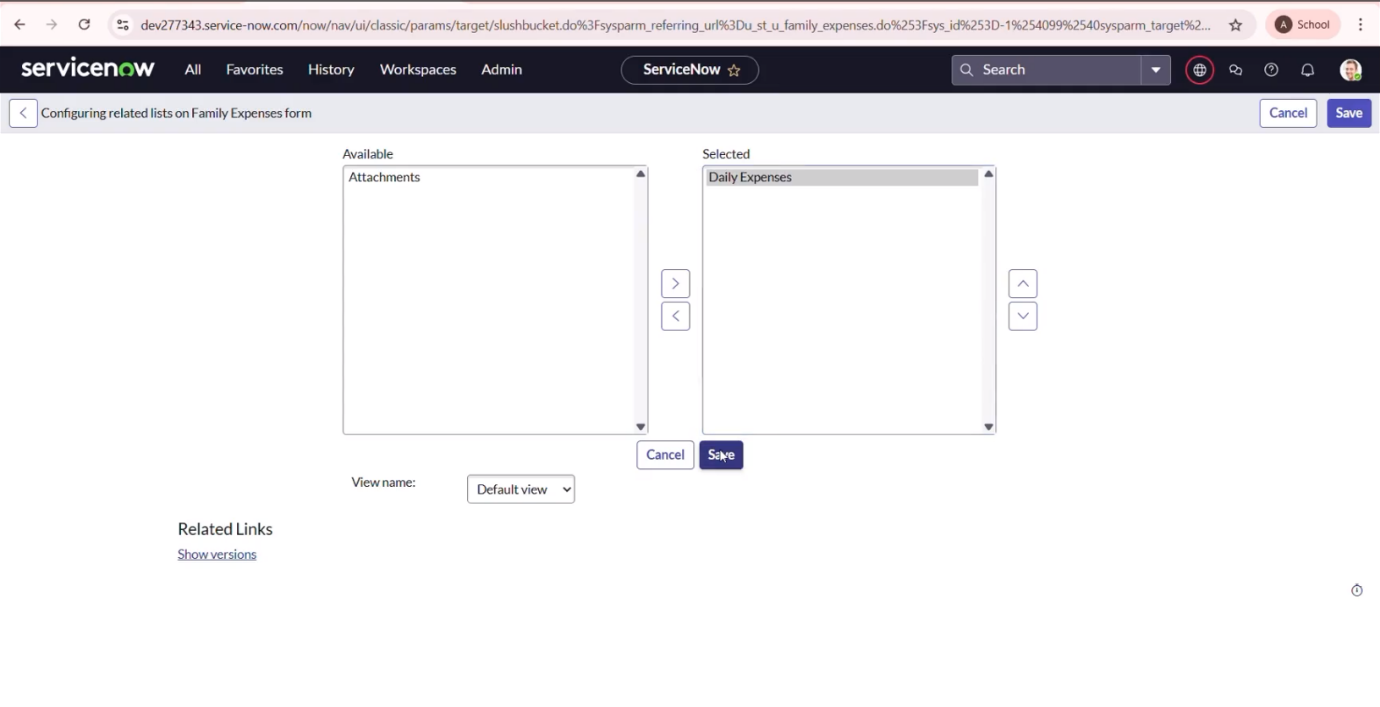 dev277343.service-now.com/now/nav/ui/classic/params/target/slushbucket.do%3Fsysparm_referring_url%3Du_st_u_family_expenses.do%253Fsys_id%253D-1%254099%2540sysparm_target%2...
A School
servicenow All Favorites History Workspaces Admin ServiceNow Search
Configuring related lists on Family Expenses form Cancel Save
Available Selected
Attachments Daily Expenses
Cancel Save
View name: Default view
Related Links
Show versions